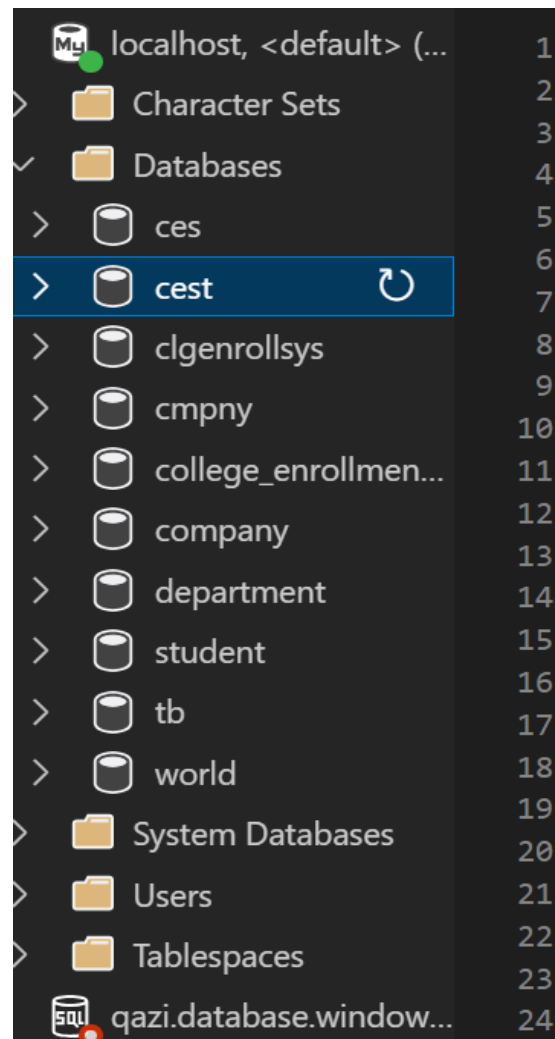 My localhost, <default> (...
Character Sets
Databases
ces
cest
clgenrollsys
cmpny
college_enrollmen...
company
department
student
tb
world
System Databases
Users
Tablespaces
SQL qazi.database.window...
1
2
3
4
5
6
7
8
9
10
11
12
13
14
15
16
17
18
19
20
21
22
23
24